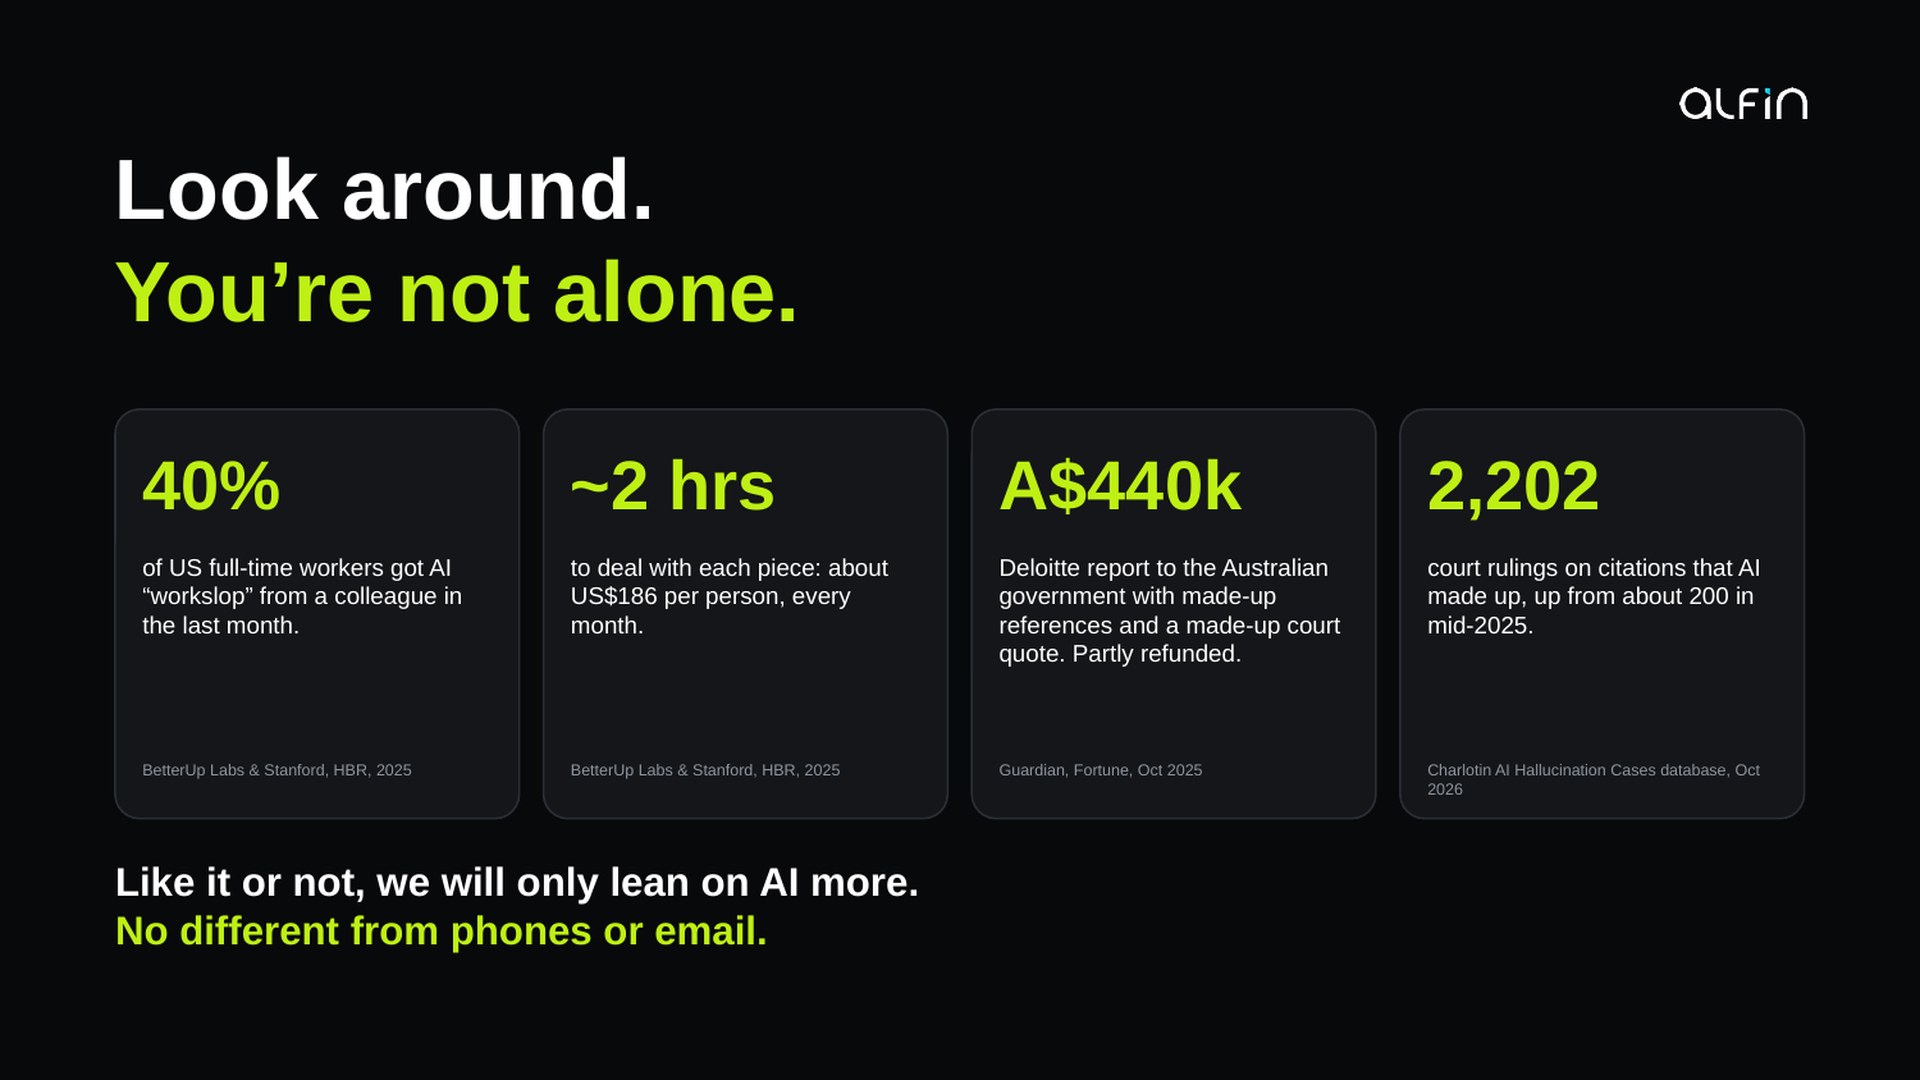 alfin
Look around.
You’re not alone.
40%
of US full-time workers got AI
“workslop” from a colleague in
the last month.
BetterUp Labs & Stanford, HBR, 2025
~2 hrs
to deal with each piece: about
US$186 per person, every
month.
BetterUp Labs & Stanford, HBR, 2025
A$440k
Deloitte report to the Australian
government with made-up
references and a made-up court
quote. Partly refunded.
Guardian, Fortune, Oct 2025
2,202
court rulings on citations that AI
made up, up from about 200 in
mid-2025.
Charlotin AI Hallucination Cases database, Oct
2026
Like it or not, we will only lean on AI more.
No different from phones or email.